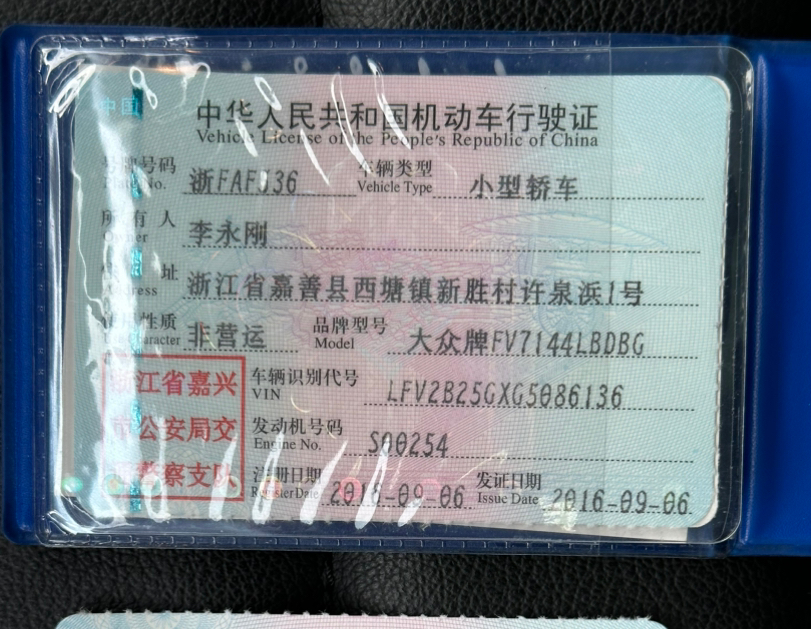 中国
中华人民共和国机动车行驶证
Vehicle License of the People's Republic of China
号牌号码 浙FAFJ36 车辆类型 小型轿车
Plate No. Vehicle Type
所有人 李永刚
Owner
住址 浙江省嘉善县西塘镇新胜村许泉浜1号
Address
使用性质 非营运 品牌型号 大众牌FV7144LBDBG
Use Character Model
浙江省嘉兴 车辆识别代号 LFV2B25GXG5086136
VIN
市公安局交 发动机号码 S00254
Engine No.
通警察支队 注册日期 2016-09-06 发证日期 2016-09-06
Register Date Issue Date